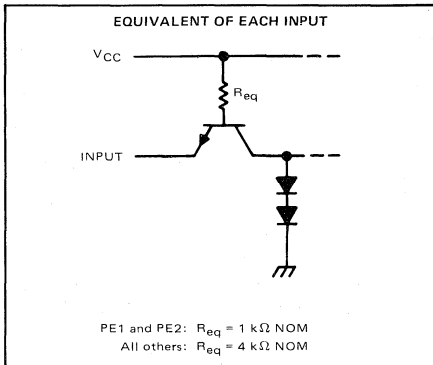 EQUIVALENT OF EACH INPUT
VCC
Req
INPUT
PE1 and PE2: Req = 1 kΩ NOM
All others: Req = 4 kΩ NOM